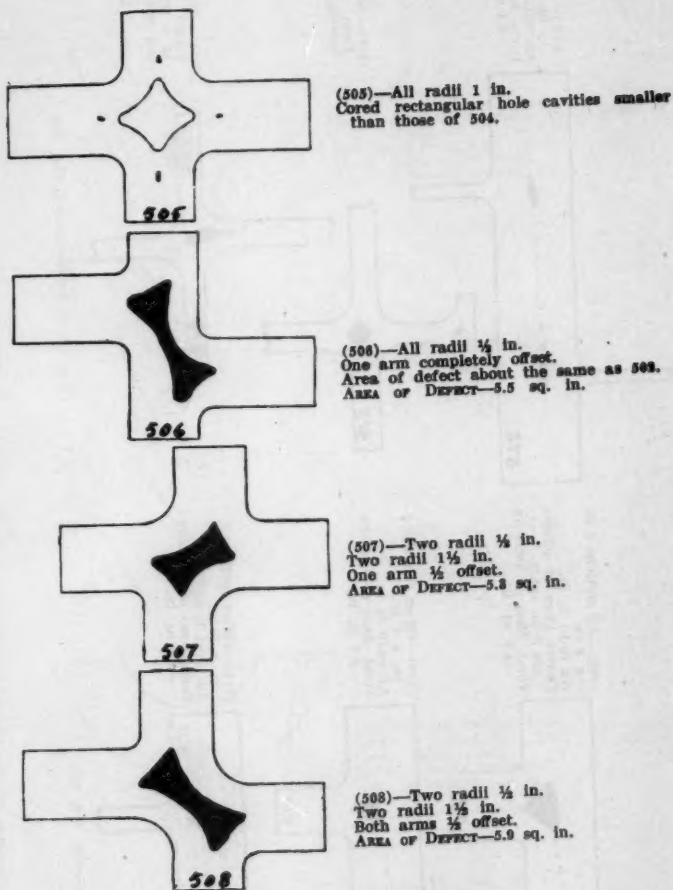 (505)—All radii 1 in.
Cored rectangular hole cavities smaller
than those of 504.
505
(506)—All radii ½ in.
One arm completely offset.
Area of defect about the same as
AREA OF DEFECT—5.5 sq. in.
506
(507)—Two radii ½ in.
Two radii 1½ in.
One arm ½ offset.
AREA OF DEFECT— sq. in.
507
(508)—Two radii ½ in.
Two radii 1½ in.
Both arms ½ offset.
AREA OF DEFECT—5.9 sq. in.
508